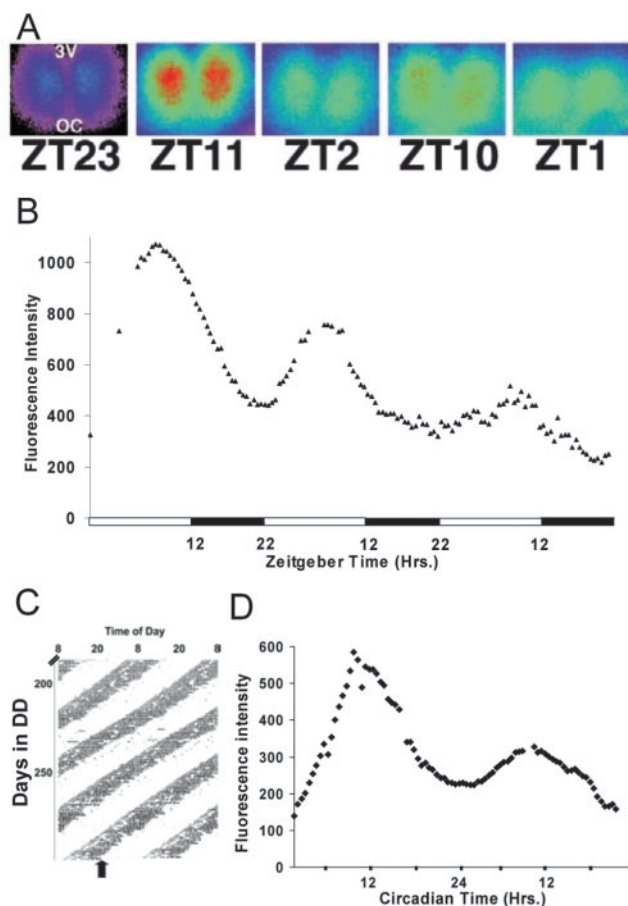 A
3V
OC
ZT23 ZT11 ZT2 ZT10 ZT1
B
Fluorescence Intensity
1000
800
600
400
200
0
12 22 12 22 12
Zeitgeber Time (Hrs.)
C
Time of Day
8 20 8 20 8
Days in DD
200
250
D
Fluorescence intensity
600
500
400
300
200
100
0
12 24 12
Circadian Time (Hrs.)